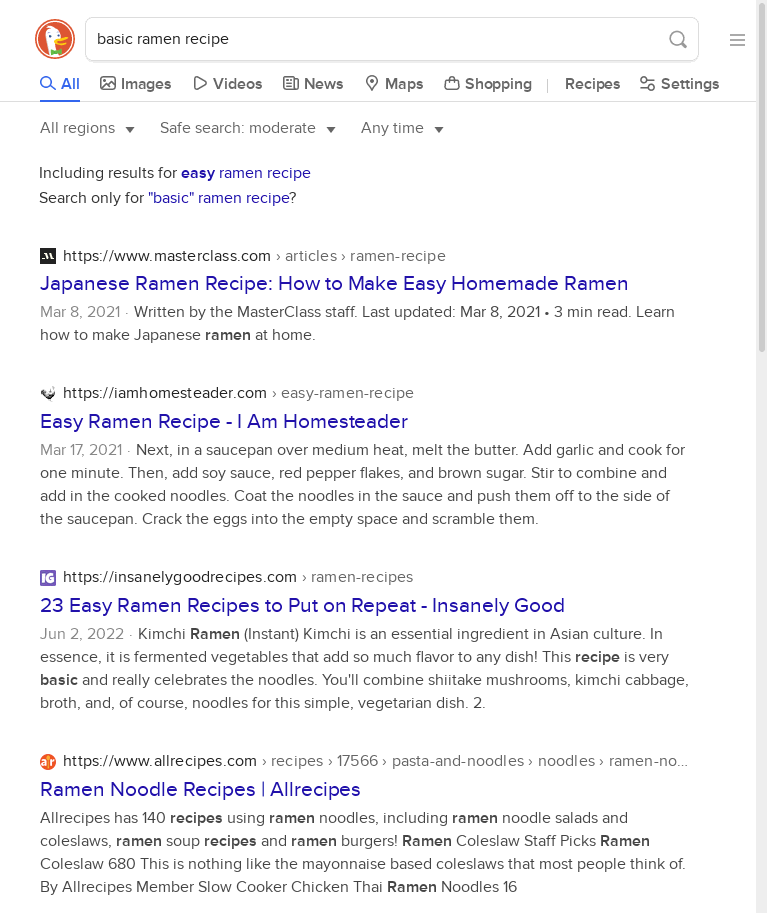 basic ramen recipe
All Images Videos News Maps Shopping Recipes Settings
All regions Safe search: moderate Any time
Including results for easy ramen recipe
Search only for "basic" ramen recipe?
https://www.masterclass.com › articles › ramen-recipe
Japanese Ramen Recipe: How to Make Easy Homemade Ramen
Mar 8, 2021 · Written by the MasterClass staff. Last updated: Mar 8, 2021 • 3 min read. Learn
how to make Japanese ramen at home.
https://iamhomesteader.com › easy-ramen-recipe
Easy Ramen Recipe - I Am Homesteader
Mar 17, 2021 · Next, in a saucepan over medium heat, melt the butter. Add garlic and cook for
one minute. Then, add soy sauce, red pepper flakes, and brown sugar. Stir to combine and
add in the cooked noodles. Coat the noodles in the sauce and push them off to the side of
the saucepan. Crack the eggs into the empty space and scramble them.
IG https://insanelygoodrecipes.com › ramen-recipes
23 Easy Ramen Recipes to Put on Repeat - Insanely Good
Jun 2, 2022 · Kimchi Ramen (Instant) Kimchi is an essential ingredient in Asian culture. In
essence, it is fermented vegetables that add so much flavor to any dish! This recipe is very
basic and really celebrates the noodles. You'll combine shiitake mushrooms, kimchi cabbage,
broth, and, of course, noodles for this simple, vegetarian dish. 2.
ar https://www.allrecipes.com › recipes › 17566 › pasta-and-noodles › noodles › ramen-no...
Ramen Noodle Recipes | Allrecipes
Allrecipes has 140 recipes using ramen noodles, including ramen noodle salads and
coleslaws, ramen soup recipes and ramen burgers! Ramen Coleslaw Staff Picks Ramen
Coleslaw 680 This is nothing like the mayonnaise based coleslaws that most people think of.
By Allrecipes Member Slow Cooker Chicken Thai Ramen Noodles 16